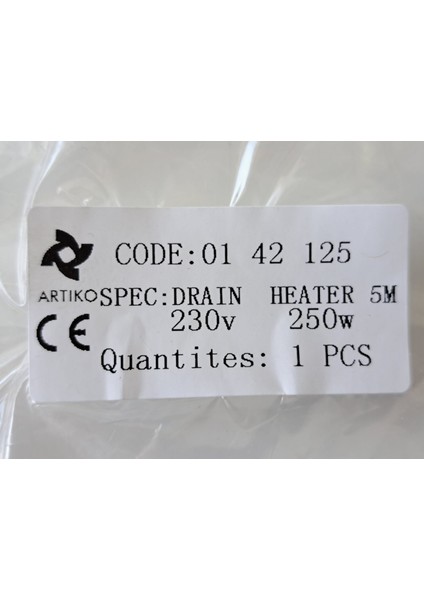 CODE:01 42 125
ARTIKO SPEC:DRAIN HEATER 5M
CE 230v 250w
Quantites: 1 PCS